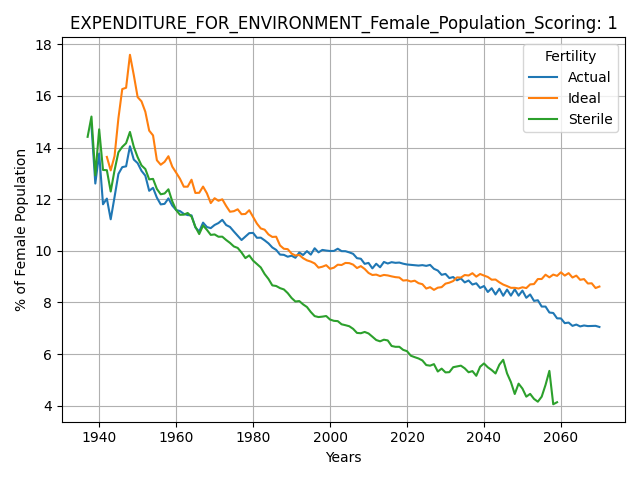 EXPENDITURE_FOR_ENVIRONMENT_Female_Population_Scoring: 1
% of Female Population
18
16
14
12
10
8
6
4
Fertility
Actual
Ideal
Sterile
1940 1960 1980 2000 2020 2040 2060
Years